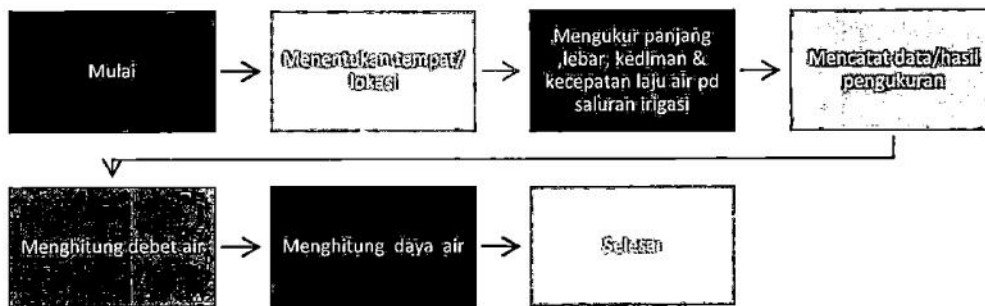 Mulai
Menentukan tempat/
lokasi
Mengukur panjang
,lebar, kediman &
kecepatan laju air pd
saluran irigasi
Mencatat data/hasil
pengukuran
Menghitung debet air
Menghitung daya air
Selesai